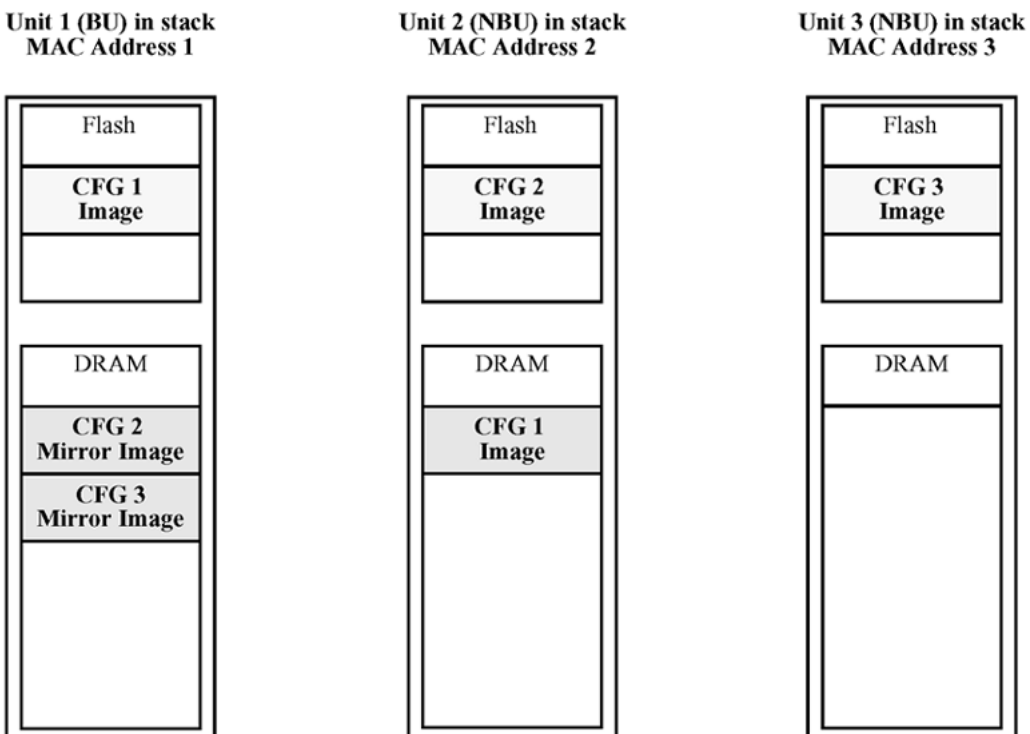 Unit 1 (BU) in stack
MAC Address 1
Flash
CFG 1
Image
DRAM
CFG 2
Mirror Image
CFG 3
Mirror Image
Unit 2 (NBU) in stack
MAC Address 2
Flash
CFG 2
Image
DRAM
CFG 1
Image
Unit 3 (NBU) in stack
MAC Address 3
Flash
CFG 3
Image
DRAM